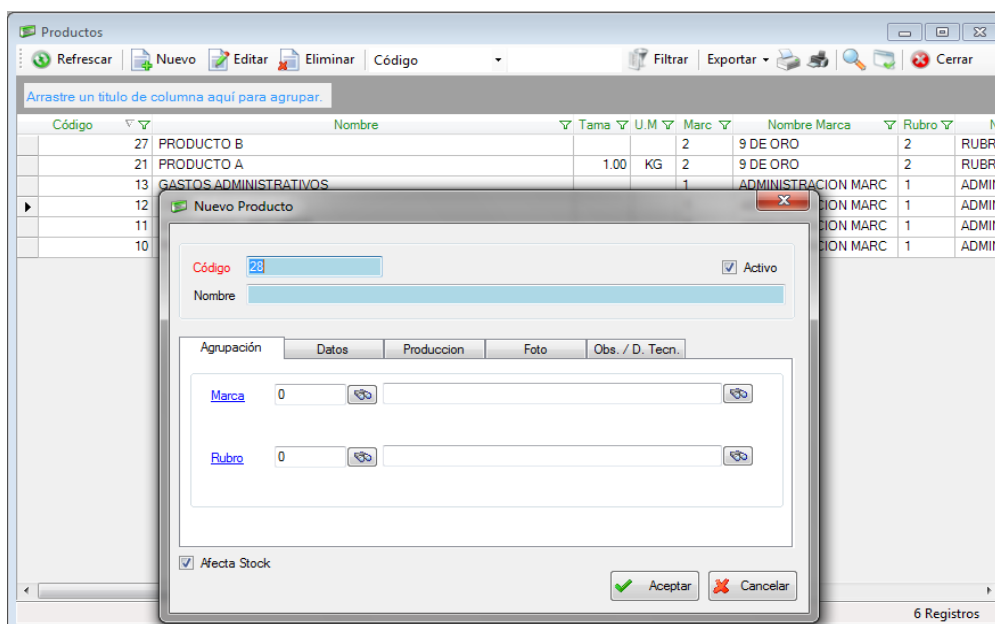 Productos
Refrescar Nuevo Editar Eliminar Código Filtrar Exportar Cerrar
Arrastre un titulo de columna aquí para agrupar.
Código Nombre Tama U.M Marc Nombre Marca Rubro N
27 PRODUCTO B 2 9 DE ORO 2 RUBR
21 PRODUCTO A 1.00 KG 2 9 DE ORO 2 RUBR
13 GASTOS ADMINISTRATIVOS 1 ADMINISTRACION MARC 1 ADMI
12 CION MARC 1 ADMI
11 CION MARC 1 ADMI
10 CION MARC 1 ADMI
Nuevo Producto
Código 28 Activo
Nombre
Agrupación Datos Produccion Foto Obs. / D. Tecn.
Marca 0
Rubro 0
Afecta Stock
Aceptar Cancelar
6 Registros